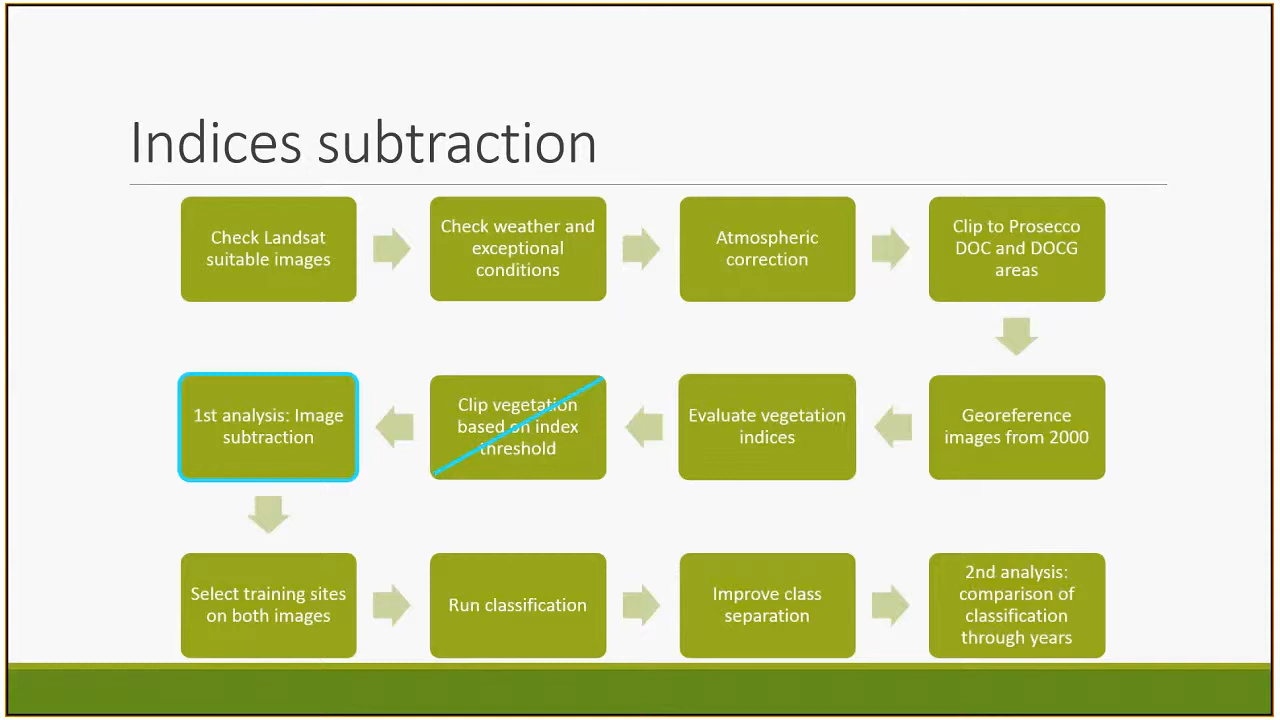 Indices subtraction
Check Landsat
suitable images
Check weather and
exceptional
conditions
Atmospheric
correction
Clip to Prosecco
DOC and DOCG
areas
Georeference
images from 2000
Evaluate vegetation
indices
Clip vegetation
based on index
threshold
1st analysis: Image
subtraction
Select training sites
on both images
Run classification
Improve class
separation
2nd analysis:
comparison of
classification
through years